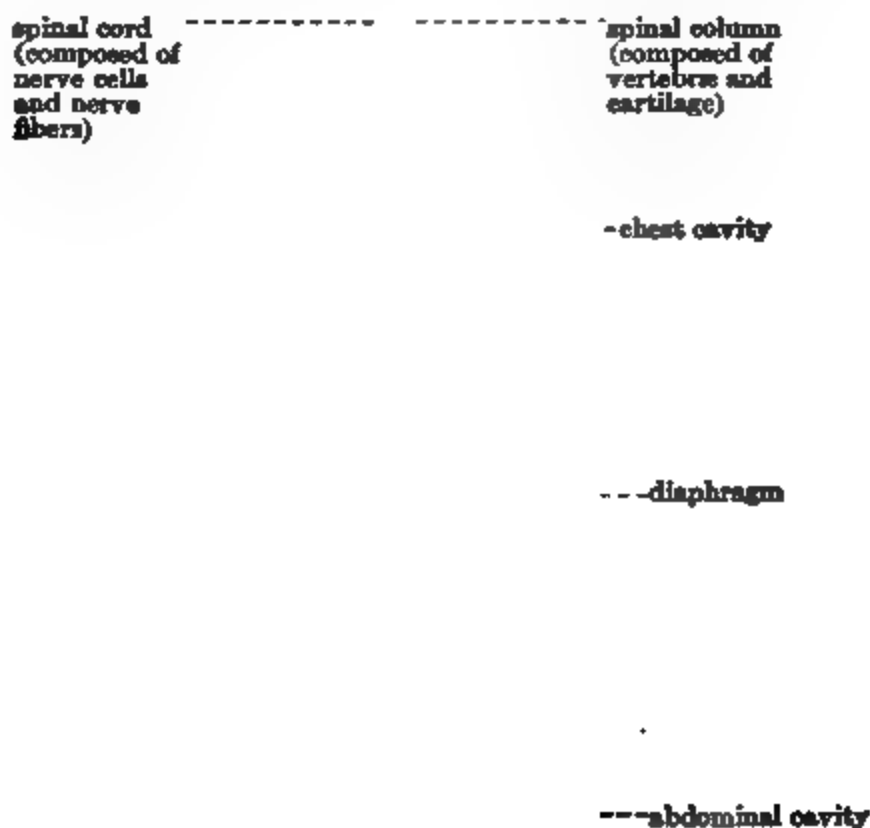 spinal cord
(composed of
nerve cells
and nerve
fibers)
spinal column
(composed of
vertebræ and
cartilage)
chest cavity
diaphragm
abdominal cavity